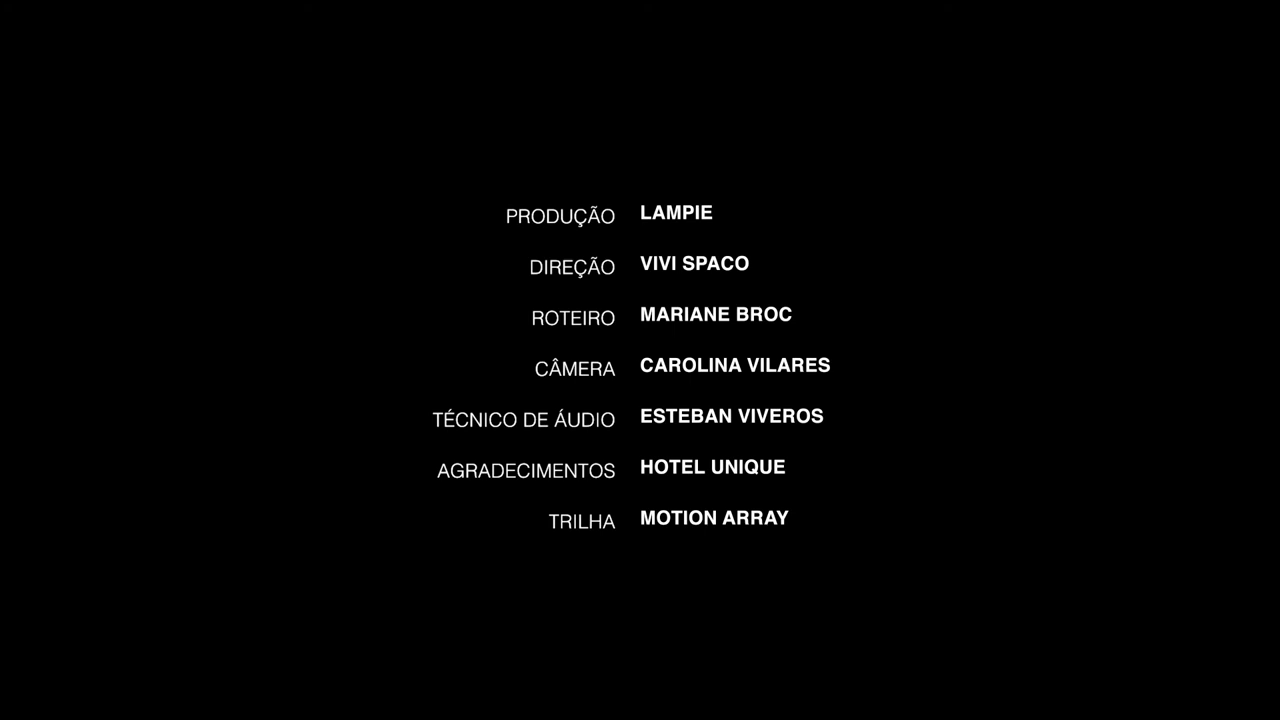 PRODUÇÃO LAMPIE
DIREÇÃO VIVI SPACO
ROTEIRO MARIANE BROC
CÂMERA CAROLINA VILARES
TÉCNICO DE ÁUDIO ESTEBAN VIVEROS
AGRADECIMENTOS HOTEL UNIQUE
TRILHA MOTION ARRAY